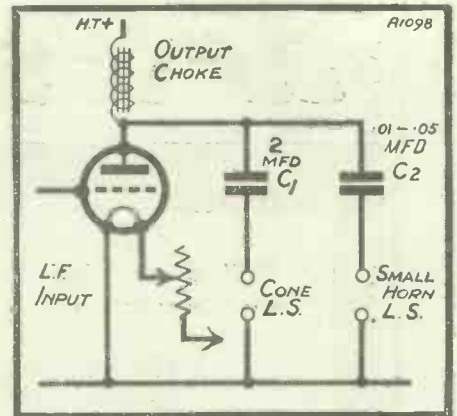 H.T+
A1098
OUTPUT
CHOKE
2
MFD
C1
.01-.05
MFD
C2
L.F.
INPUT
CONE
L.S.
SMALL
HORN
L.S.